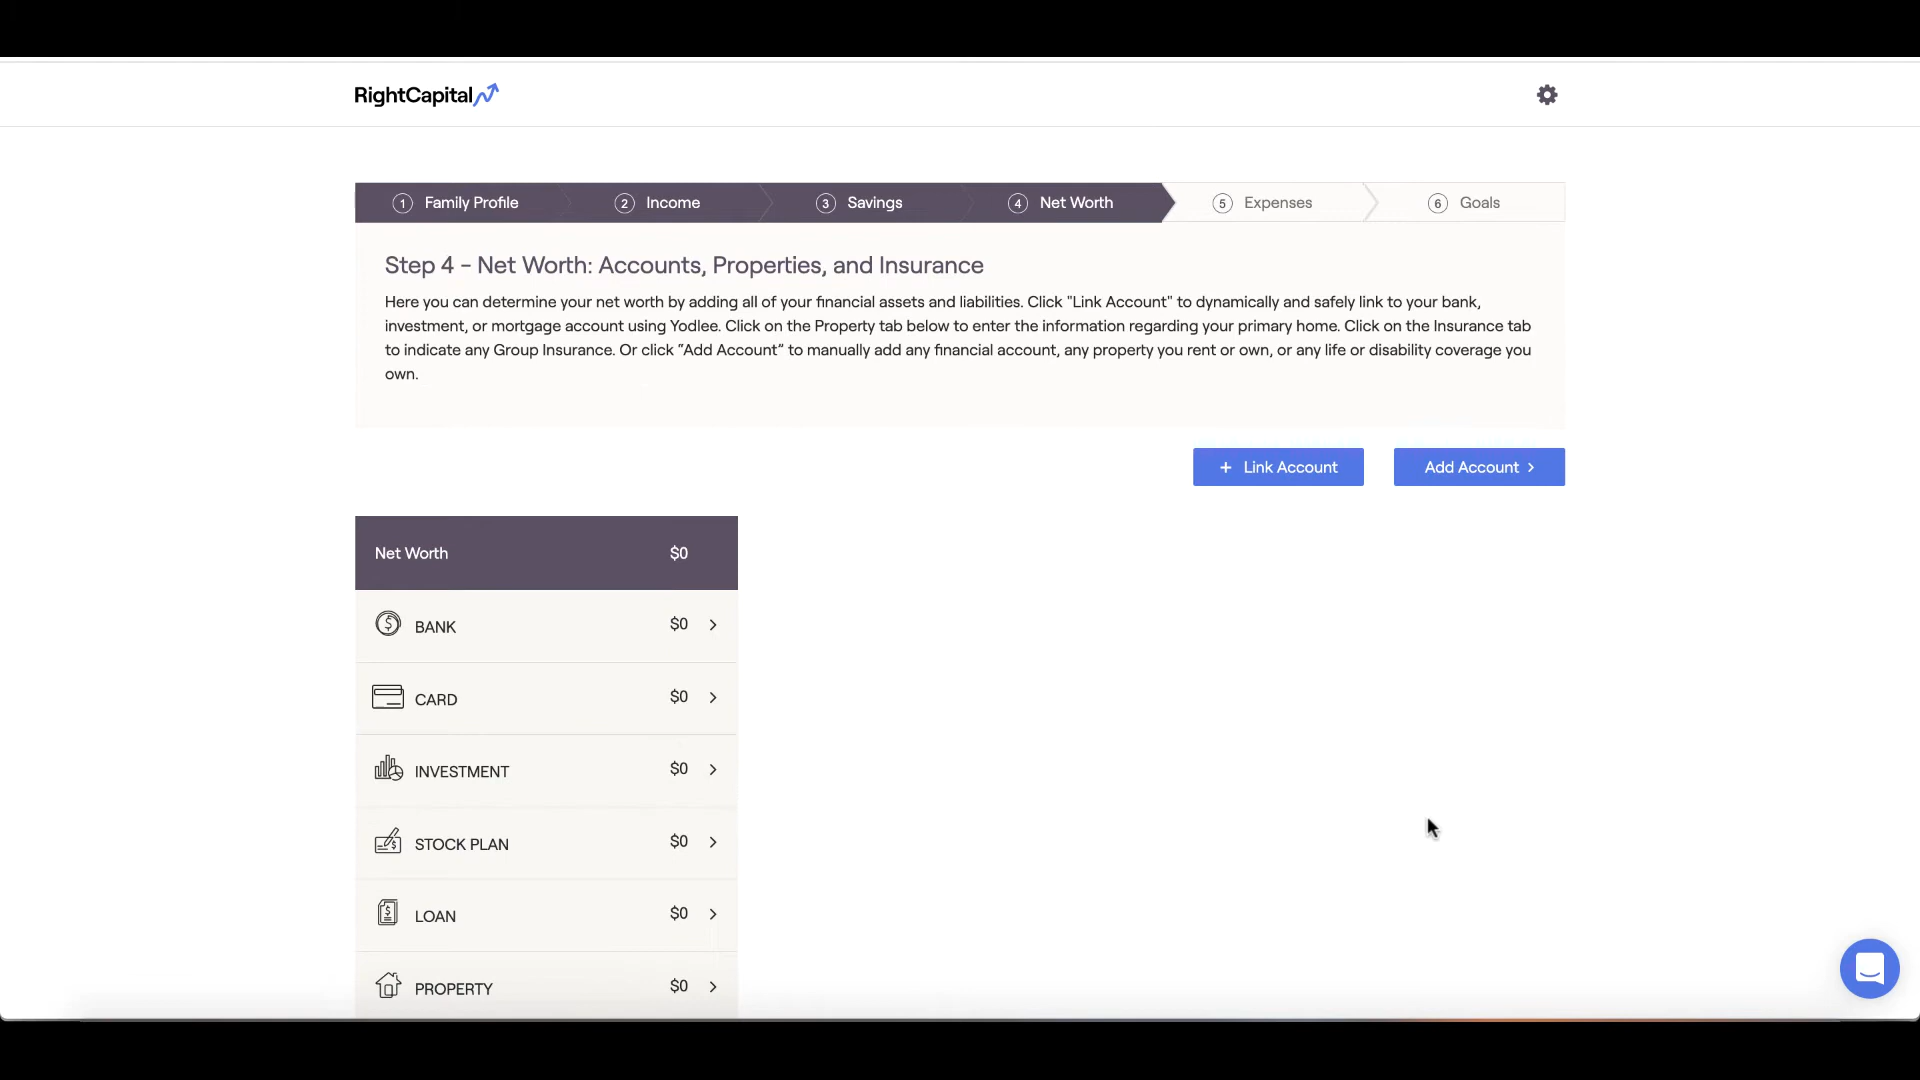 RightCapital
1 Family Profile 2 Income 3 Savings 4 Net Worth 5 Expenses 6 Goals
Step 4 - Net Worth: Accounts, Properties, and Insurance
Here you can determine your net worth by adding all of your financial assets and liabilities. Click "Link Account" to dynamically and safely link to your bank,
investment, or mortgage account using Yodlee. Click on the Property tab below to enter the information regarding your primary home. Click on the Insurance tab
to indicate any Group Insurance. Or click “Add Account” to manually add any financial account, any property you rent or own, or any life or disability coverage you
own.
+ Link Account Add Account >
Net Worth $0
BANK $0 >
CARD $0 >
INVESTMENT $0 >
STOCK PLAN $0 >
LOAN $0 >
PROPERTY $0 >